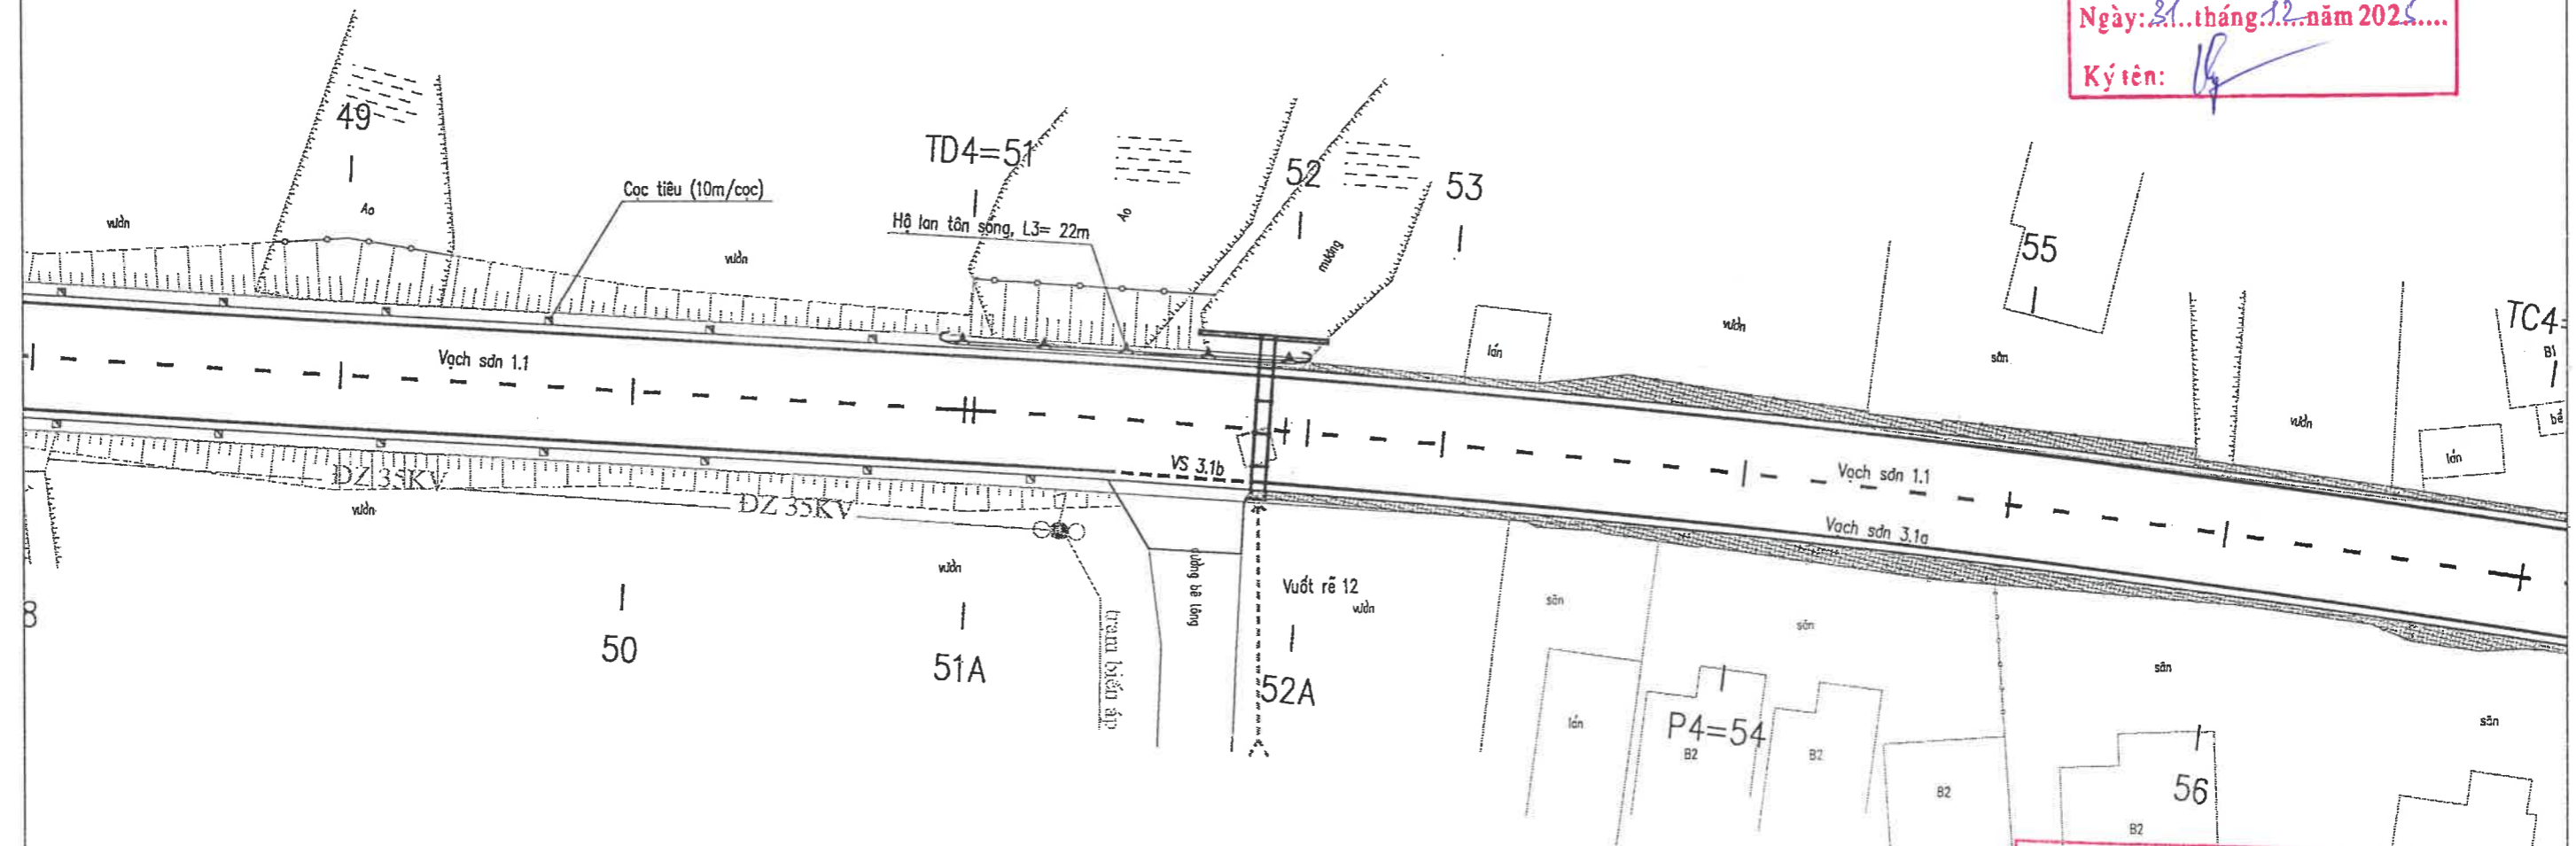 Ngày: 31 tháng 12 năm 2025
Ký tên:
49
TD4=51
52
53
55
TC4=
Cọc tiêu (10m/cọc)
Hộ lan tôn sóng, L3= 22m
Ao
Ao
mương
vườn
vườn
vườn
sân
lán
B1
bể
vườn
lán
Vạch sơn 1.1
VS 3.1b
Vạch sơn 1.1
Vạch sơn 3.1a
ĐZ 35KV
ĐZ 35KV
vườn
vườn
8
50
51A
trạm biến áp
đường bê tông
Vuốt rẽ 12
vườn
52A
sân
lán
sân
P4=54
B2
B2
B2
sân
56
B2
sân